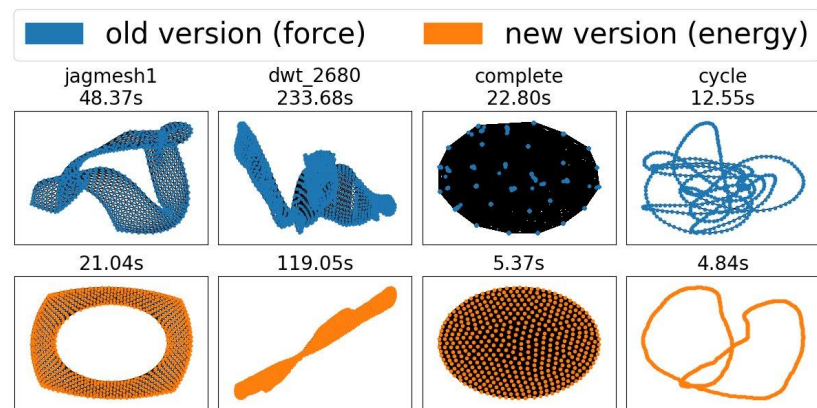 old version (force) new version (energy)
jagmesh1 dwt_2680 complete cycle
48.37s 233.68s 22.80s 12.55s
21.04s 119.05s 5.37s 4.84s